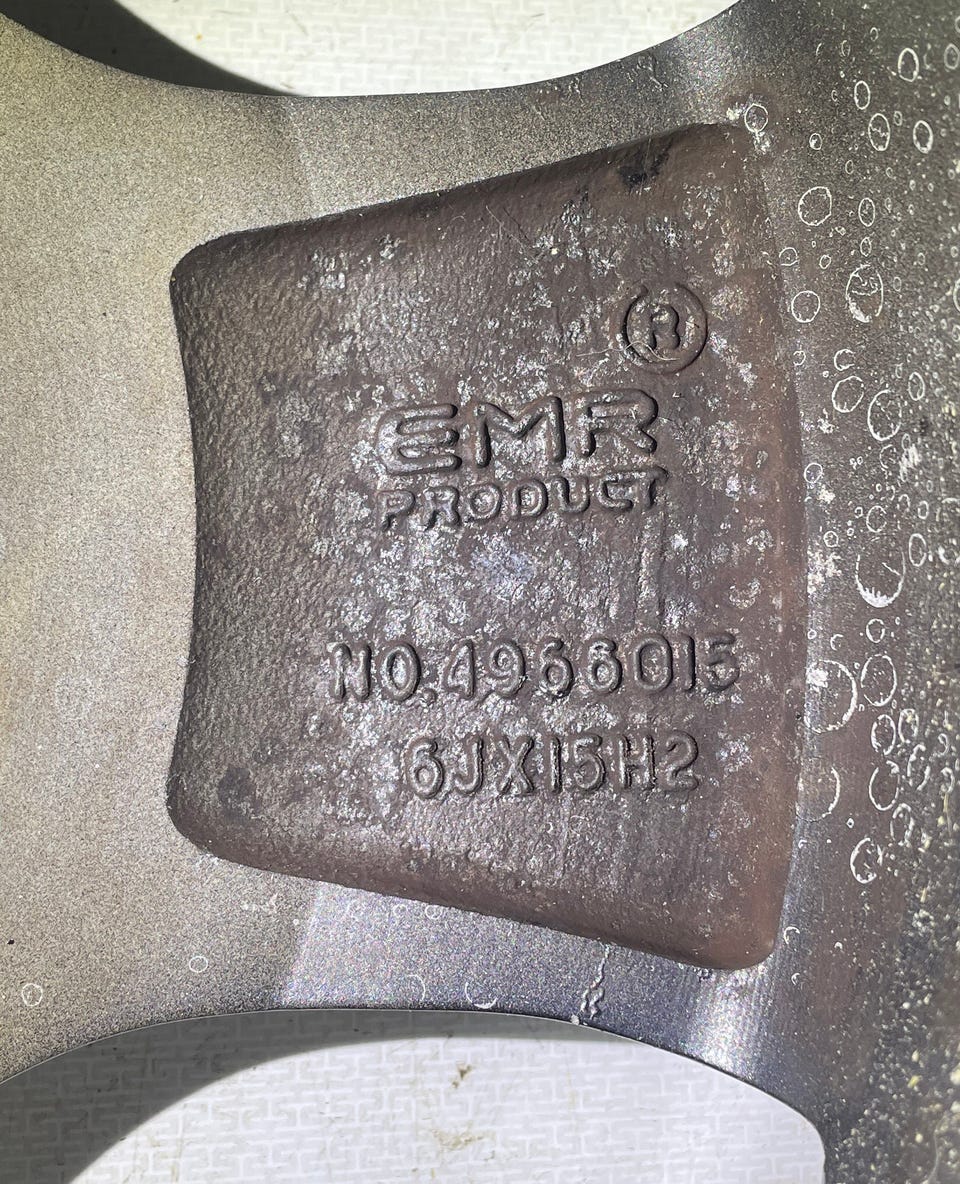 ®
EMR
PRODUCT
NO.4966015
6JX15H2